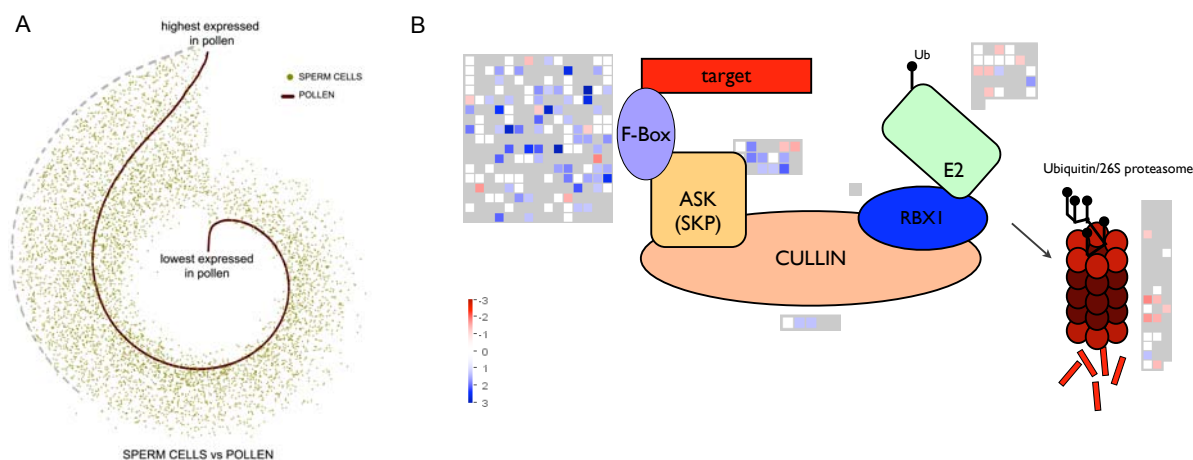 A
highest expressed
in pollen
SPERM CELLS
POLLEN
lowest expressed
in pollen
SPERM CELLS vs POLLEN
B
target
F-Box
ASK
(SKP)
CULLIN
RBX1
E2
Ub
Ubiquitin/26S proteasome
-3
-2
-1
0
1
2
3